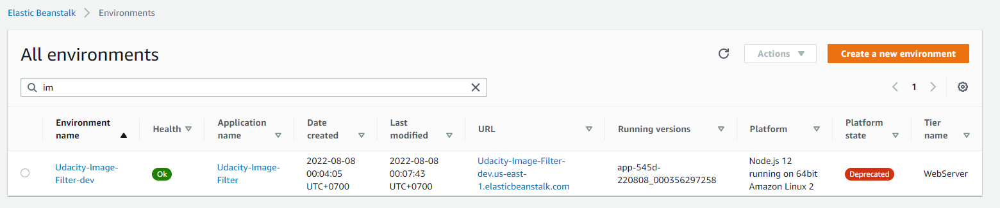 Elastic Beanstalk > Environments
All environments
Actions
Create a new environment
im
1
Environment name
Health
Application name
Date created
Last modified
URL
Running versions
Platform
Platform state
Tier name
Udacity-Image-
Filter-dev
Ok
Udacity-Image-
Filter
2022-08-08
00:04:05
UTC+0700
2022-08-08
00:07:43
UTC+0700
Udacity-Image-Filter-
dev.us-east-
1.elasticbeanstalk.com
app-545d-
220808_000356297258
Node.js 12
running on 64bit
Amazon Linux 2
Deprecated
WebServer